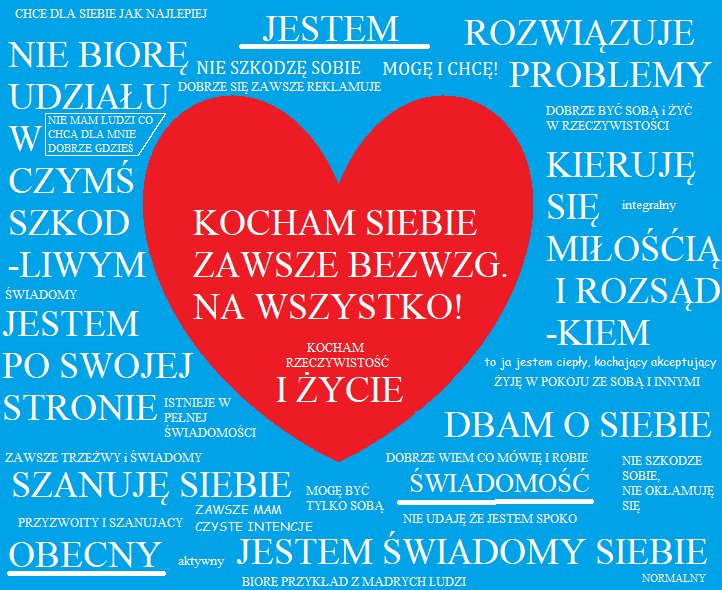 CHCE DLA SIEBIE JAK NAJLEPIEJ
JESTEM
ROZWIĄZUJE
PROBLEMY
NIE BIORĘ
UDZIAŁU
W
NIE MAM LUDZI CO
CHCĄ DLA MNIE
DOBRZE GDZIEŚ
CZYMŚ
SZKOD
-LIWYM
NIE SZKODZĘ SOBIE
MOGĘ I CHCĘ!
DOBRZE SIĘ ZAWSZE REKLAMUJE
DOBRZE BYĆ SOBĄ i ŻYĆ
W RZECZYWISTOŚCI
KIERUJĘ
SIĘ
integralny
MIŁOŚĆIĄ
I ROZSĄD
-KIEM
KOCHAM SIEBIE
ZAWSZE BEZWZG.
NA WSZYSTKO!
KOCHAM
RZECZYWISTOŚĆ
I ŻYCIE
ŚWIADOMY
JESTEM
PO SWOJEJ
STRONIE
ISTNIEJE W
PEŁNEJ
ŚWIADOMOŚCI
to ja jestem ciepły, kochający akceptujący
ŻYJĘ W POKOJU ZE SOBĄ I INNYMI
DBAM O SIEBIE
ZAWSZE TRZEŹWY i ŚWIADOMY
SZANUJĘ SIEBIE
ZAWSZE MAM
CZYSTE INTENCJE
MOGĘ BYĆ
TYLKO SOBĄ
DOBRZE WIEM CO MÓWIĘ I ROBIE
ŚWIADOMOŚĆ
NIE SZKODZE
SOBIE,
NIE OKŁAMUJĘ
SIĘ
PRZYZWOITY I SZANUJACY
NIE UDAJĘ ŻE JESTEM SPOKO
OBECNY
aktywny
JESTEM ŚWIADOMY SIEBIE
BIORE PRZYKŁAD Z MADRYCH LUDZI
NORMALNY